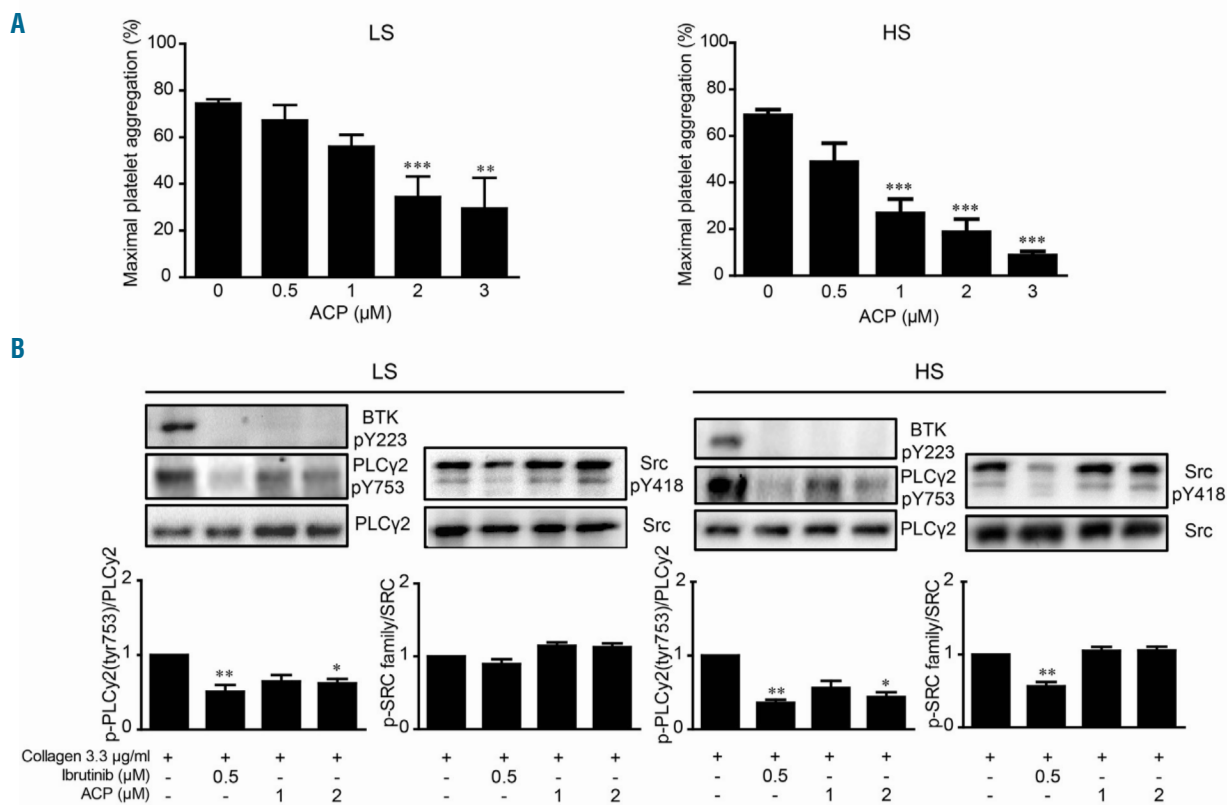 A
LS
Maximal platelet aggregation (%)
100
80
60
40
20
0
*** **
0 0.5 1 2 3
ACP (µM)
HS
Maximal platelet aggregation (%)
100
80
60
40
20
0
*** *** ***
0 0.5 1 2 3
ACP (µM)
B
LS
BTK
pY223
PLCγ2
pY753
PLCγ2
Src
pY418
Src
HS
BTK
pY223
PLCγ2
pY753
PLCγ2
Src
pY418
Src
p-PLCy2(tyr753)/PLCy2
2
1
0
** *
p-SRC family/SRC
2
1
0
p-PLCy2(tyr753)/PLCy2
2
1
0
** *
p-SRC family/SRC
2
1
0
**
Collagen 3.3 µg/ml + + + + + + + + + + + + + + + +
Ibrutinib (µM) - 0.5 - - - 0.5 - - - 0.5 - - - 0.5 - -
ACP (µM) - - 1 2 - - 1 2 - - 1 2 - - 1 2